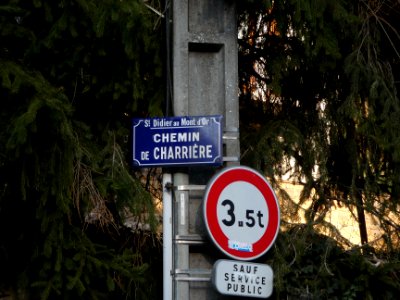 St Didier au Mont d'Or
CHEMIN
DE CHARRIÈRE
3.5t
SAUF
SERVICE
PUBLIC